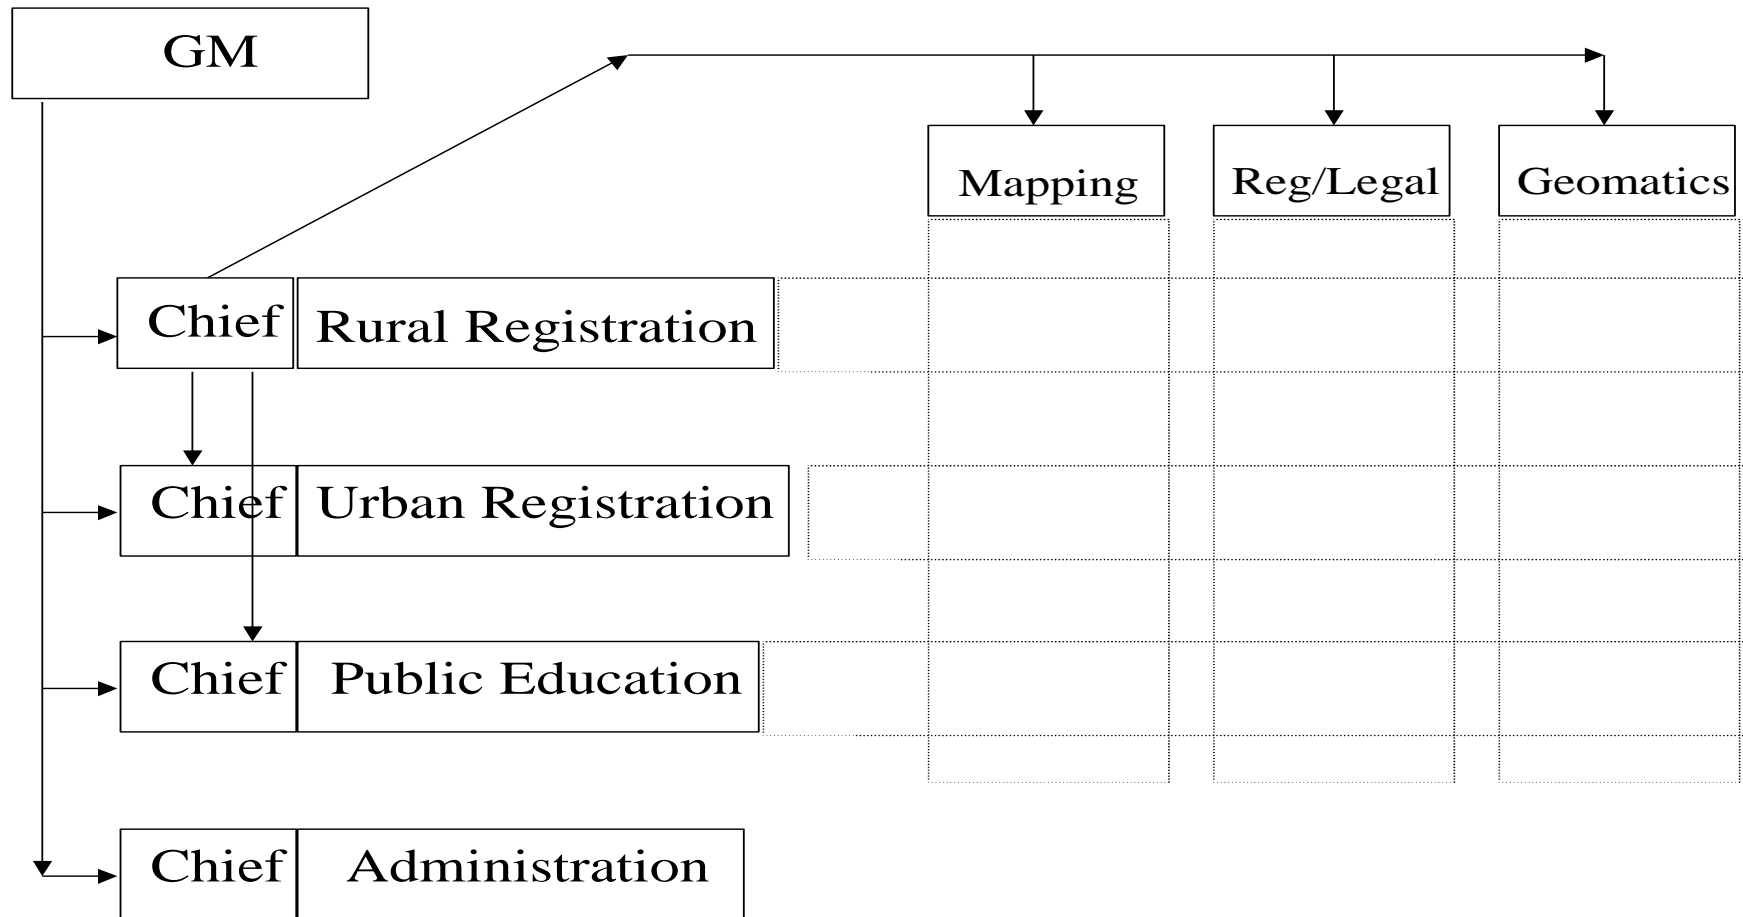 GM
Mapping
Reg/Legal
Geomatics
Chief Rural Registration
Chief Urban Registration
Chief Public Education
Chief Administration